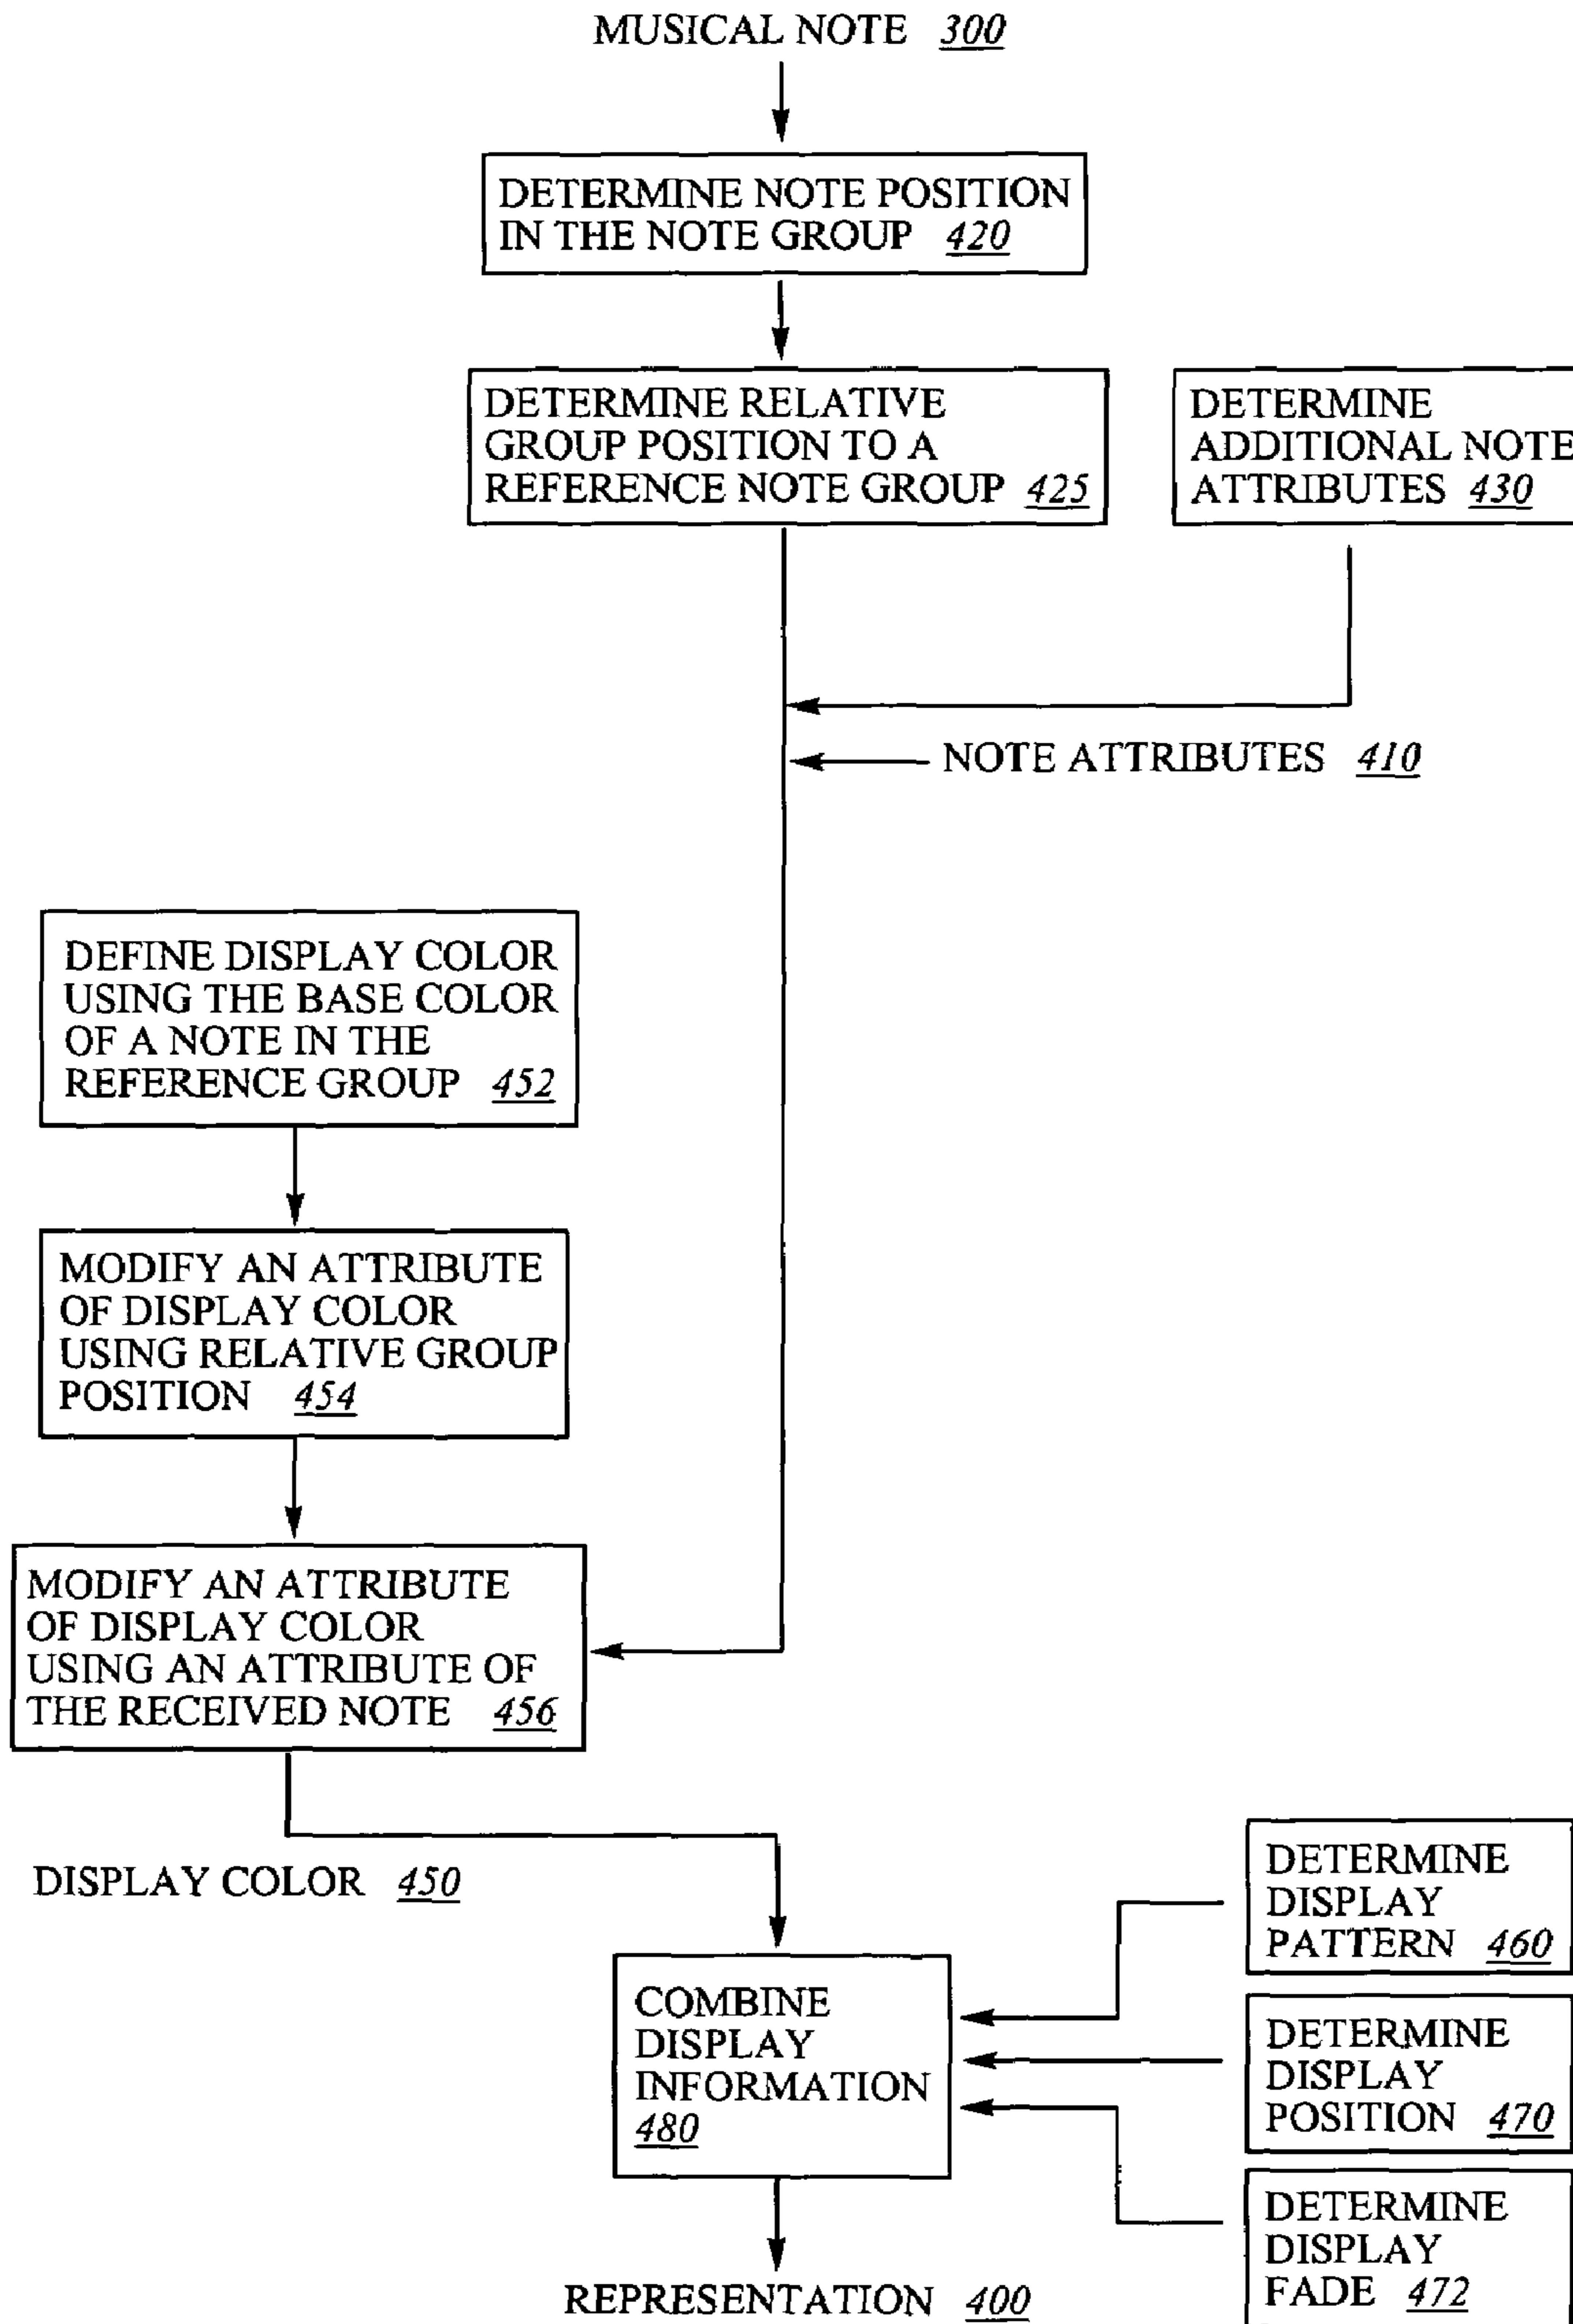 MUSICAL NOTE 300
DETERMINE NOTE POSITION
IN THE NOTE GROUP 420
DETERMINE RELATIVE
GROUP POSITION TO A
REFERENCE NOTE GROUP 425
DETERMINE
ADDITIONAL NOTE
ATTRIBUTES 430
NOTE ATTRIBUTES 410
DEFINE DISPLAY COLOR
USING THE BASE COLOR
OF A NOTE IN THE
REFERENCE GROUP 452
MODIFY AN ATTRIBUTE
OF DISPLAY COLOR
USING RELATIVE GROUP
POSITION 454
MODIFY AN ATTRIBUTE
OF DISPLAY COLOR
USING AN ATTRIBUTE OF
THE RECEIVED NOTE 456
DISPLAY COLOR 450
DETERMINE
DISPLAY
PATTERN 460
COMBINE
DISPLAY
INFORMATION
480
DETERMINE
DISPLAY
POSITION 470
DETERMINE
DISPLAY
FADE 472
REPRESENTATION 400